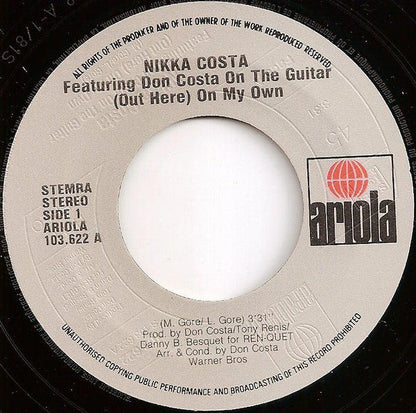 ALL RIGHTS OF THE PRODUCER AND OF THE OWNER OF THE WORK REPRODUCED RESERVED
NIKKA COSTA
Featuring Don Costa On The Guitar
(Out Here) On My Own
STEMRA
STEREO
SIDE 1
ARIOLA
103.622 A
ariola
(M. Gore/ L. Gore) 3'31''
Prod. by Don Costa/Tony Renis/
Danny B. Besquet for REN-QUET
Arr. & Cond. by Don Costa
Warner Bros
UNAUTHORISED COPYING PUBLIC PERFORMANCE AND BROADCASTING OF THIS RECORD PROHIBITED